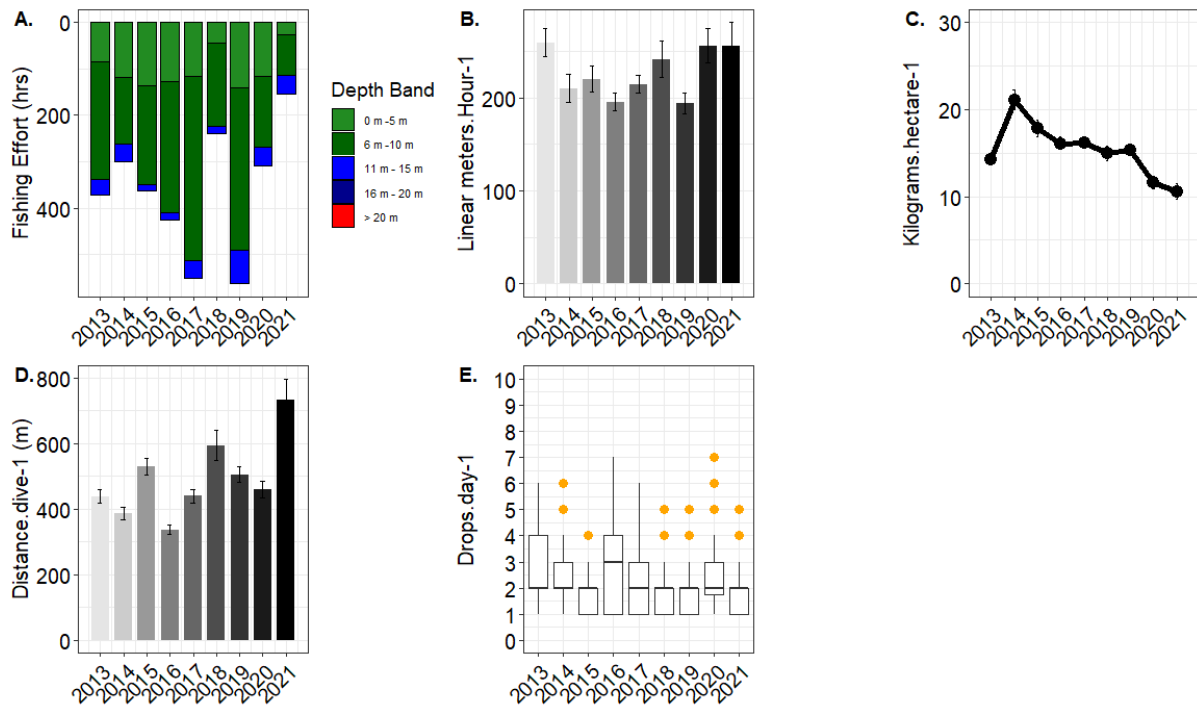 A.
Fishing Effort (hrs)
0
200
400
2013 2014 2015 2016 2017 2018 2019 2020 2021
Depth Band
0 m -5 m
6 m -10 m
11 m - 15 m
16 m - 20 m
> 20 m
B.
Linear meters.Hour-1
200
100
0
2013 2014 2015 2016 2017 2018 2019 2020 2021
C.
Kilograms.hectare-1
30
20
10
0
2013 2014 2015 2016 2017 2018 2019 2020 2021
D.
Distance.dive-1 (m)
800
600
400
200
0
2013 2014 2015 2016 2017 2018 2019 2020 2021
E.
Drops.day-1
10
9
8
7
6
5
4
3
2
1
0
2013 2014 2015 2016 2017 2018 2019 2020 2021